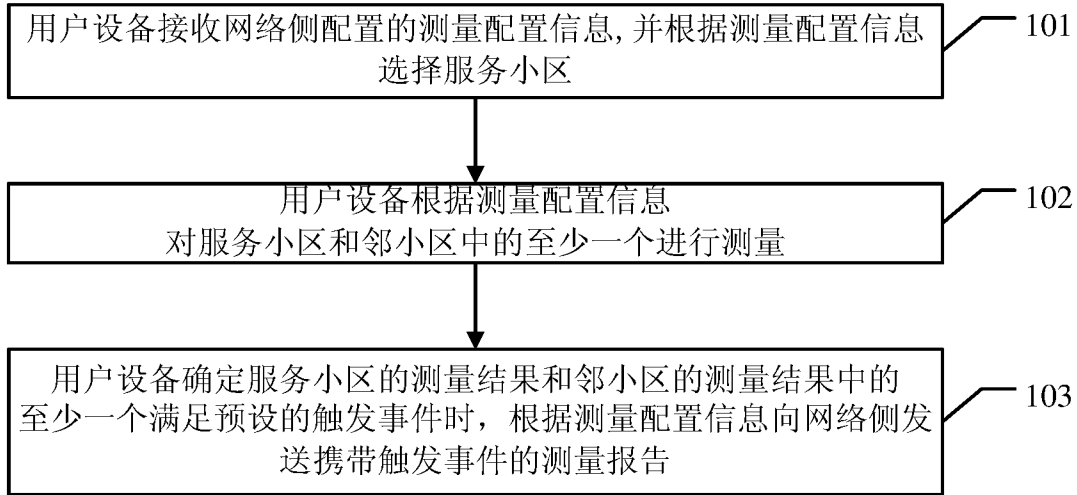 用户设备接收网络侧配置的测量配置信息,并根据测量配置信息
选择服务小区
101
用户设备根据测量配置信息
对服务小区和邻小区中的至少一个进行测量
102
用户设备确定服务小区的测量结果和邻小区的测量结果中的
至少一个满足预设的触发事件时，根据测量配置信息向网络侧发
送携带触发事件的测量报告
103